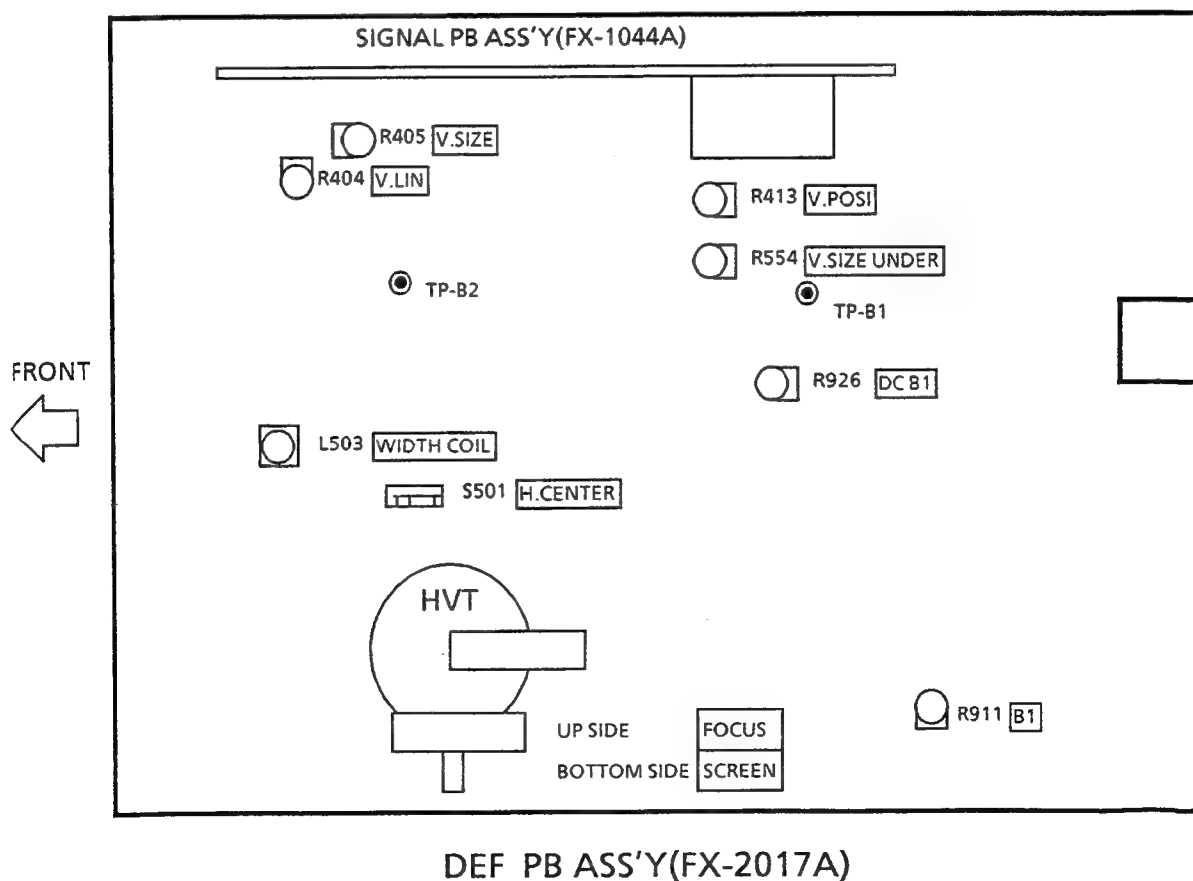 SIGNAL PB ASS'Y(FX-1044A)
R405 V.SIZE
R404 V.LIN
R413 V.POSI
R554 V.SIZE UNDER
TP-B2
TP-B1
FRONT
R926 DC B1
L503 WIDTH COIL
S501 H.CENTER
HVT
R911 B1
UP SIDE FOCUS
BOTTOM SIDE SCREEN
DEF PB ASS'Y(FX-2017A)